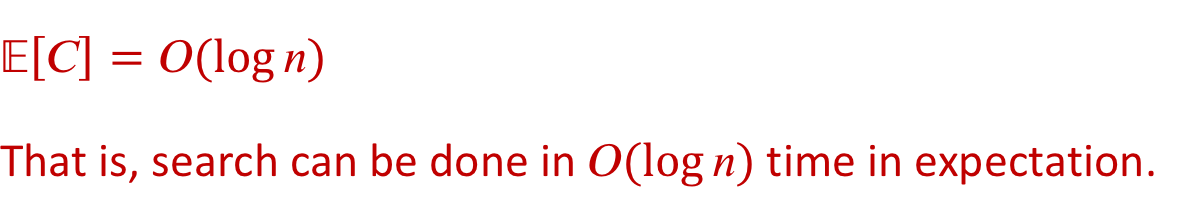 𝔼[C] = O(log n)
That is, search can be done in O(log n) time in expectation.